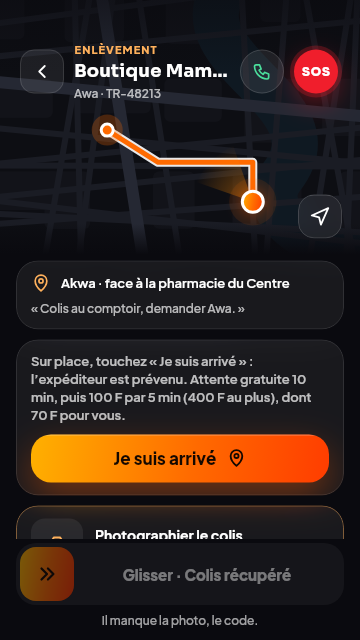 ENLÈVEMENT
Boutique Mam…
SOS
Awa · TR-48213
Akwa · face à la pharmacie du Centre
« Colis au comptoir, demander Awa. »
Sur place, touchez « Je suis arrivé » :
l’expéditeur est prévenu. Attente gratuite 10
min, puis 100 F par 5 min (400 F au plus), dont
70 F pour vous.
Je suis arrivé
Photographier le colis
Glisser · Colis récupéré
Il manque la photo, le code.